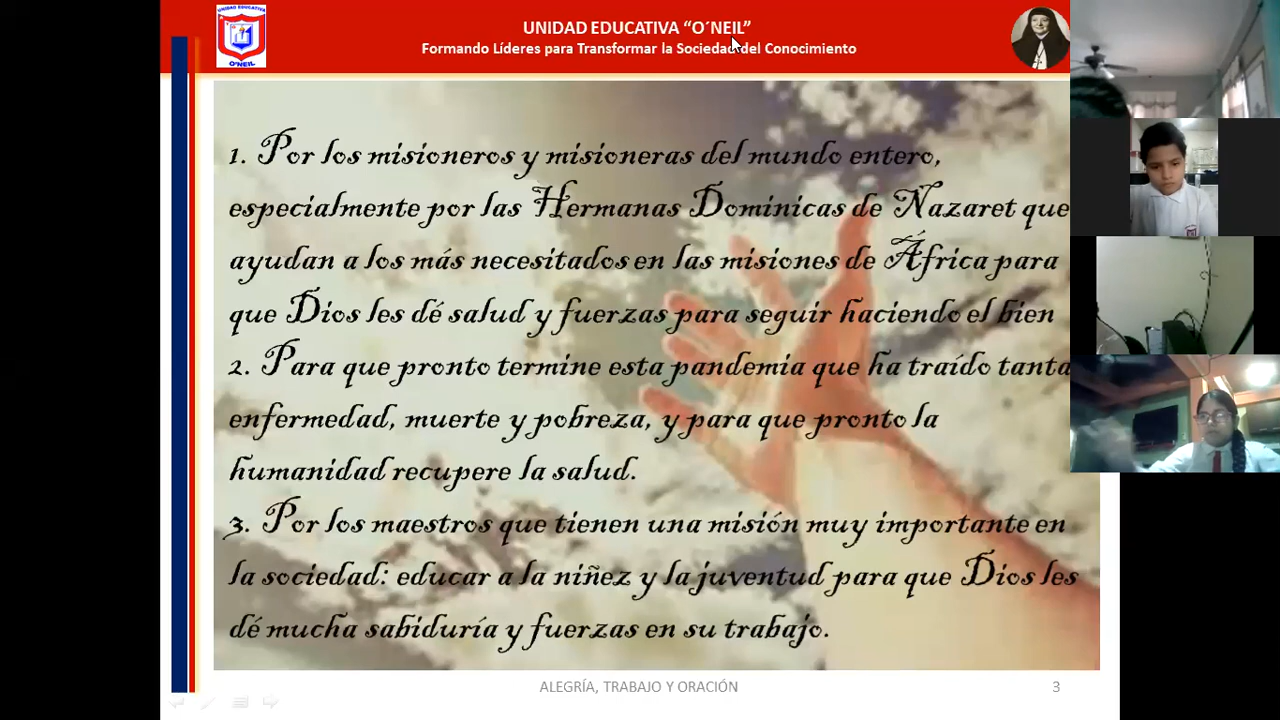 UNIDAD EDUCATIVA
O'NEIL
UNIDAD EDUCATIVA “O´NEIL”
Formando Líderes para Transformar la Sociedad del Conocimiento
1. Por los misioneros y misioneras del mundo entero,
especialmente por las Hermanas Dominicas de Nazaret que
ayudan a los más necesitados en las misiones de África para
que Dios les dé salud y fuerzas para seguir haciendo el bien
2. Para que pronto termine esta pandemia que ha traído tanta
enfermedad, muerte y pobreza, y para que pronto la
humanidad recupere la salud.
3. Por los maestros que tienen una misión muy importante en
la sociedad: educar a la niñez y la juventud para que Dios les
dé mucha sabiduría y fuerzas en su trabajo.
ALEGRÍA, TRABAJO Y ORACIÓN
3